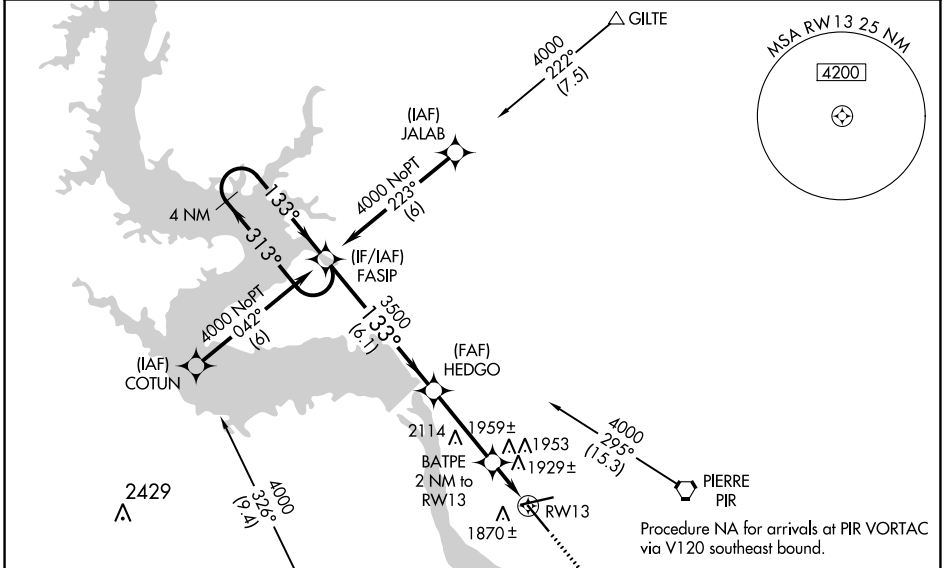 GILTE
4000
222°
(7.5)
MSA RW13 25 NM
4200
(IAF)
JALAB
4000 NoPT
223°
(6)
133°
4 NM
313°
(IF/IAF)
FASIP
4000 NoPT
042°
(6)
3500
133°
(6.1)
(IAF)
COTUN
(FAF)
HEDGO
4000
295°
(15.3)
2114
1959±
1953
1929±
BATPE
2 NM to
RW13
PIERRE
PIR
2429
4000
326°
(9.4)
RW13
1870±
Procedure NA for arrivals at PIR VORTAC
via V120 southeast bound.